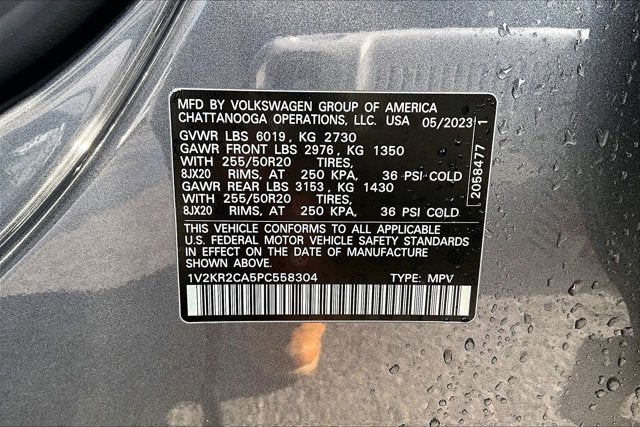 MFD BY VOLKSWAGEN GROUP OF AMERICA
CHATTANOOGA OPERATIONS, LLC. USA 05/2023
GVWR LBS 6019, KG 2730
GAWR FRONT LBS 2976, KG 1350
WITH 255/50R20 TIRES,
8JX20 RIMS, AT 250 KPA, 36 PSI COLD
GAWR REAR LBS 3153, KG 1430
WITH 255/50R20 TIRES,
8JX20 RIMS, AT 250 KPA, 36 PSI COLD
THIS VEHICLE CONFORMS TO ALL APPLICABLE
U.S. FEDERAL MOTOR VEHICLE SAFETY STANDARDS
IN EFFECT ON THE DATE OF MANUFACTURE
SHOWN ABOVE.
1V2KR2CA5PC558304 TYPE: MPV
2058477 1